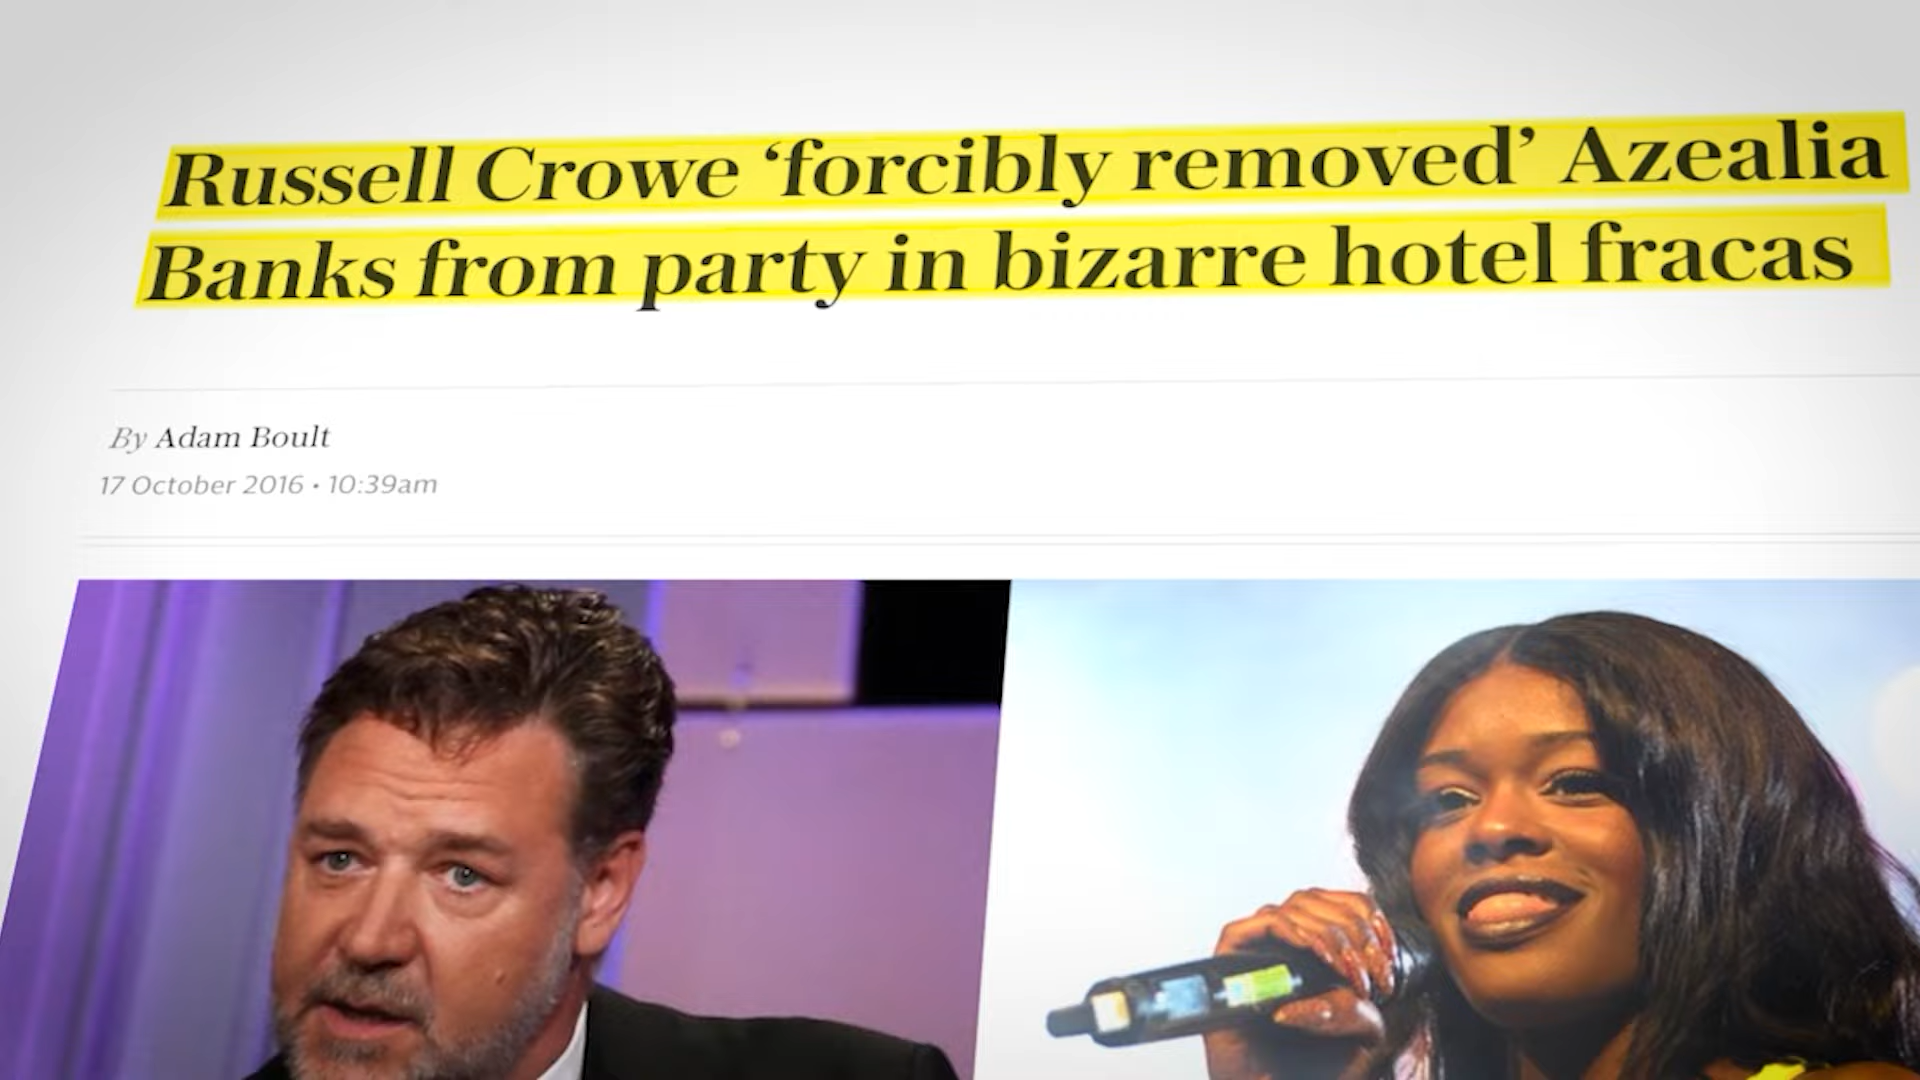 Russell Crowe ‘forcibly removed’ Azealia
Banks from party in bizarre hotel fracas
By Adam Boult
17 October 2016 • 10:39am